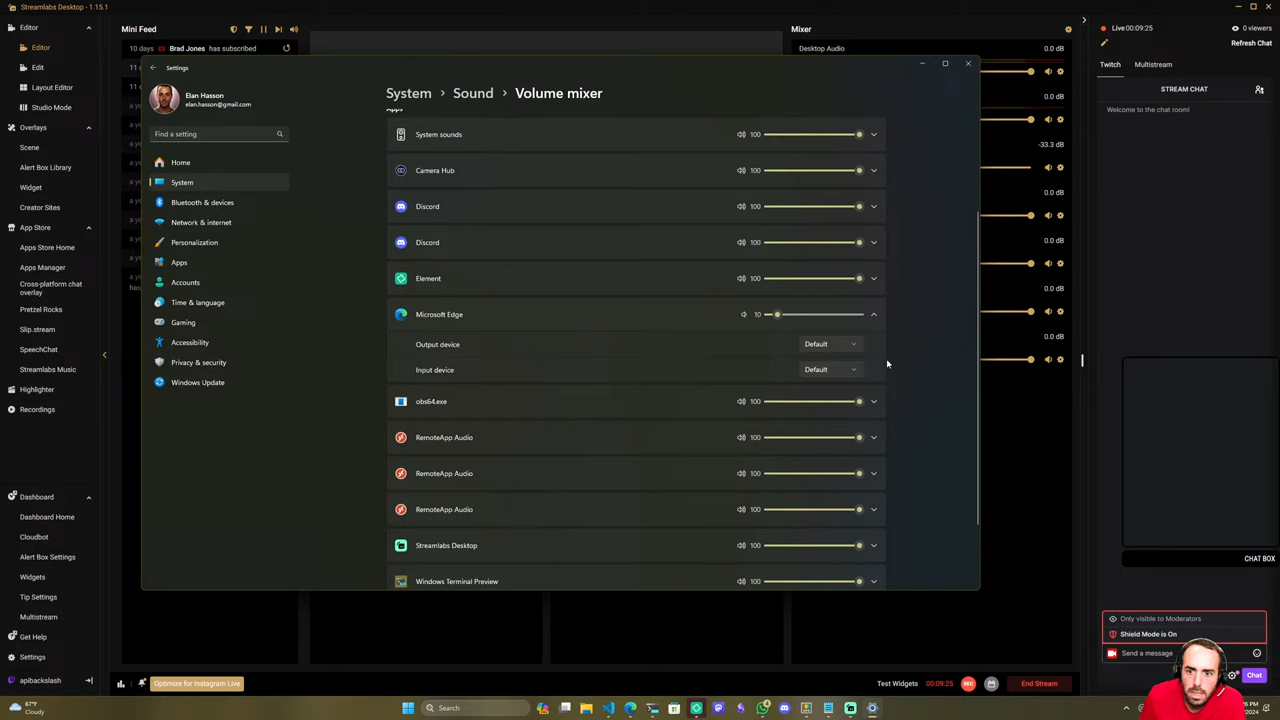 Streamlabs Desktop - 1.15.1
Editor
Editor
Edit
Layout Editor
Studio Mode
Overlays
Scene
Alert Box Library
Widget
Creator Sites
App Store
Apps Store Home
Apps Manager
Cross-platform chat
overlay
Pretzel Rocks
Slip.stream
SpeechChat
Streamlabs Music
Highlighter
Recordings
Dashboard
Dashboard Home
Cloudbot
Alert Box Settings
Widgets
Tip Settings
Multistream
Get Help
Settings
apibackslash
Mini Feed
10 days Brad Jones has subscribed
Settings
Elan Hasson
elan.hasson@gmail.com
Find a setting
Home
System
Bluetooth & devices
Network & internet
Personalization
Apps
Accounts
Time & language
Gaming
Accessibility
Privacy & security
Windows Update
System > Sound > Volume mixer
Apps
System sounds 100
Camera Hub 100
Discord 100
Discord 100
Element 100
Microsoft Edge 10
Output device Default
Input device Default
obs64.exe 100
RemoteApp Audio 100
RemoteApp Audio 100
RemoteApp Audio 100
Streamlabs Desktop 100
Windows Terminal Preview 100
Mixer
Desktop Audio 0.0 dB
0.0 dB
-33.3 dB
0.0 dB
0.0 dB
0.0 dB
0.0 dB
Live 00:09:25 0 viewers
Refresh Chat
Twitch Multistream
STREAM CHAT
Welcome to the chat room!
CHAT BOX
Only visible to Moderators
Shield Mode is On
Send a message
Chat
Optimize for Instagram Live
Test Widgets 00:09:25 REC End Stream
67°F
Cloudy
Search